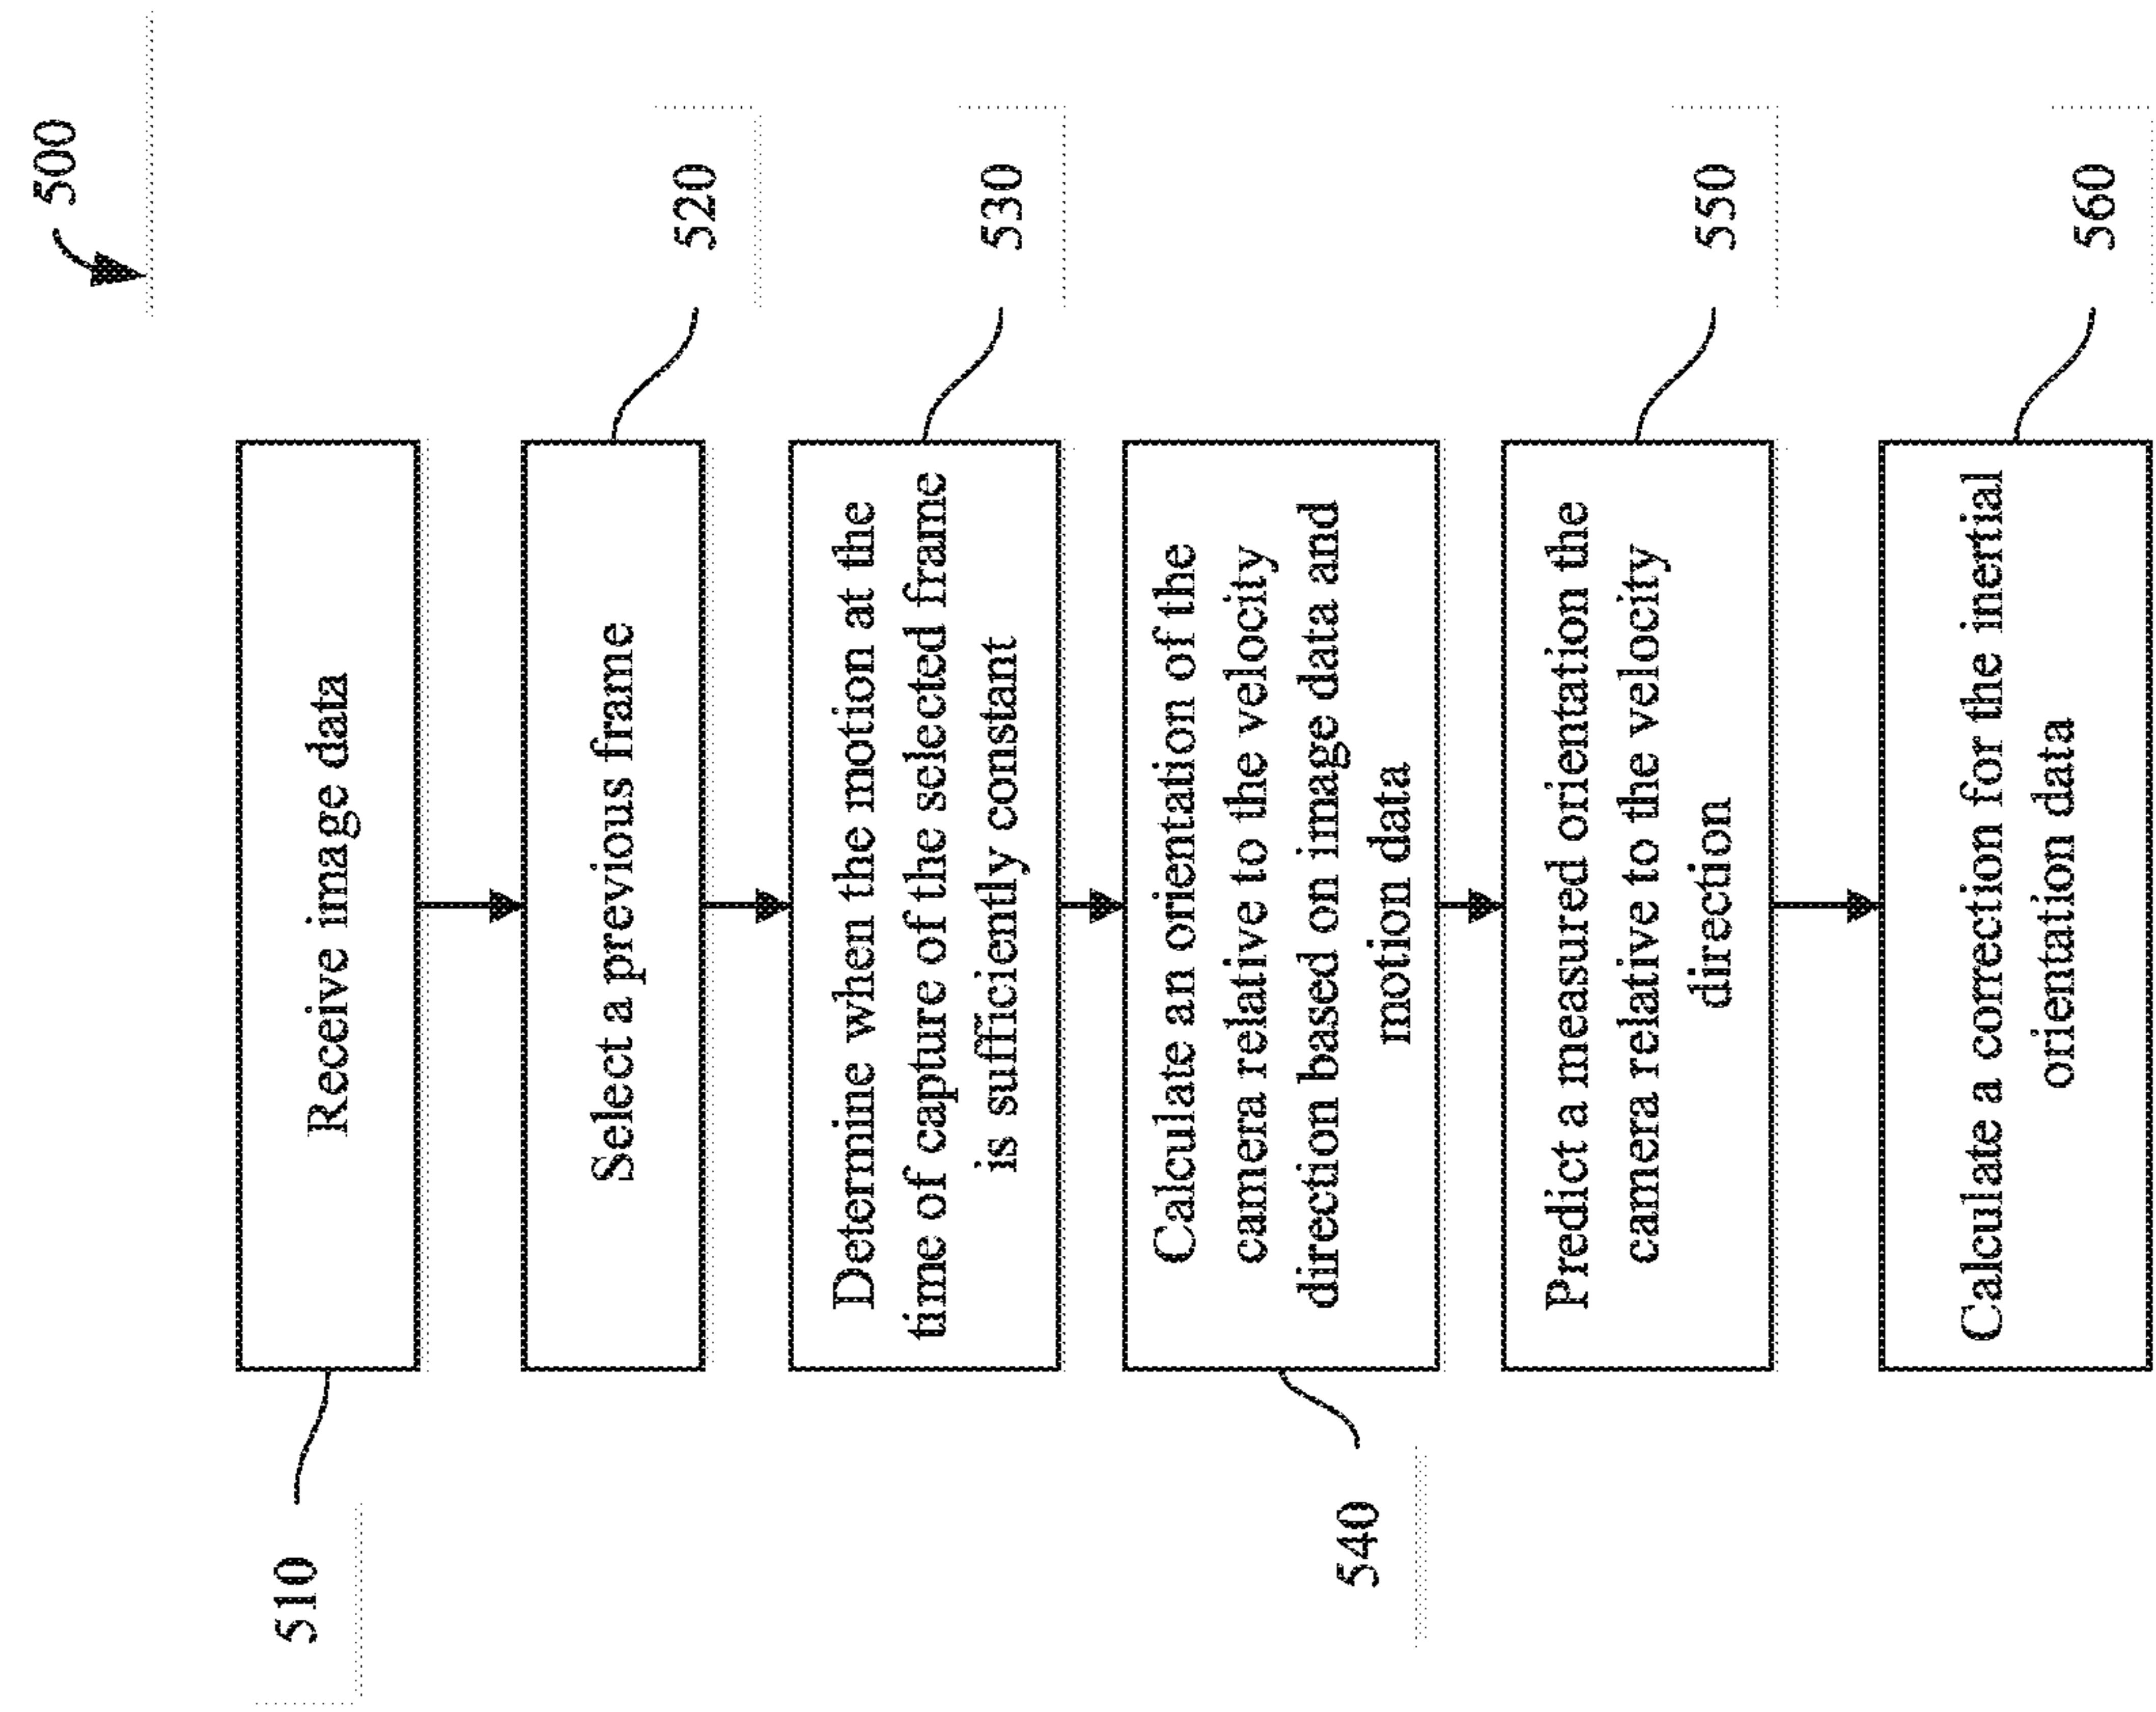 500
510
Receive image data
Select a previous frame
520
Determine when the motion at the
time of capture of the selected frame
is sufficiently constant
530
540
Calculate an orientation of the
camera relative to the velocity
direction based on image data and
motion data
Predict a measured orientation the
camera relative to the velocity
direction
550
Calculate a correction for the inertial
orientation data
560